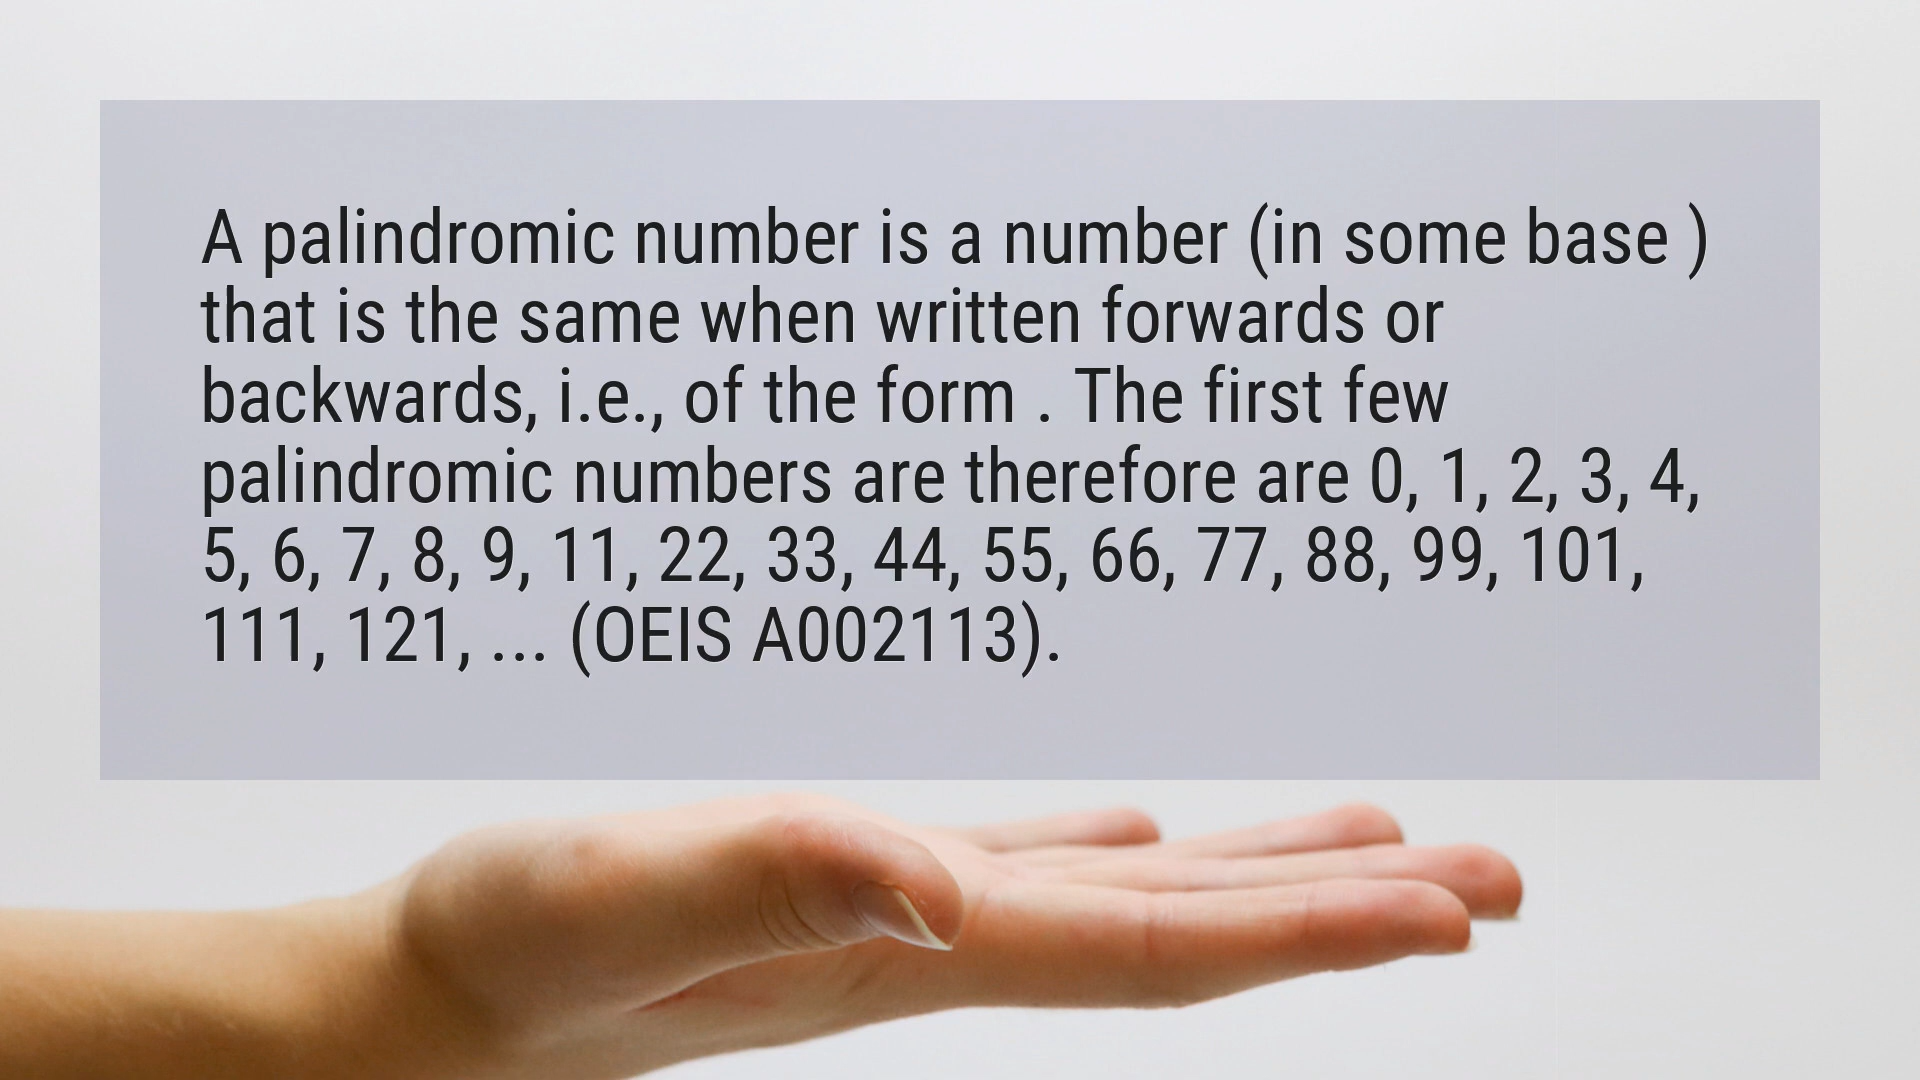 A palindromic number is a number (in some base )
that is the same when written forwards or
backwards, i.e., of the form . The first few
palindromic numbers are therefore are 0, 1, 2, 3, 4,
5, 6, 7, 8, 9, 11, 22, 33, 44, 55, 66, 77, 88, 99, 101,
111, 121, ... (OEIS A002113).